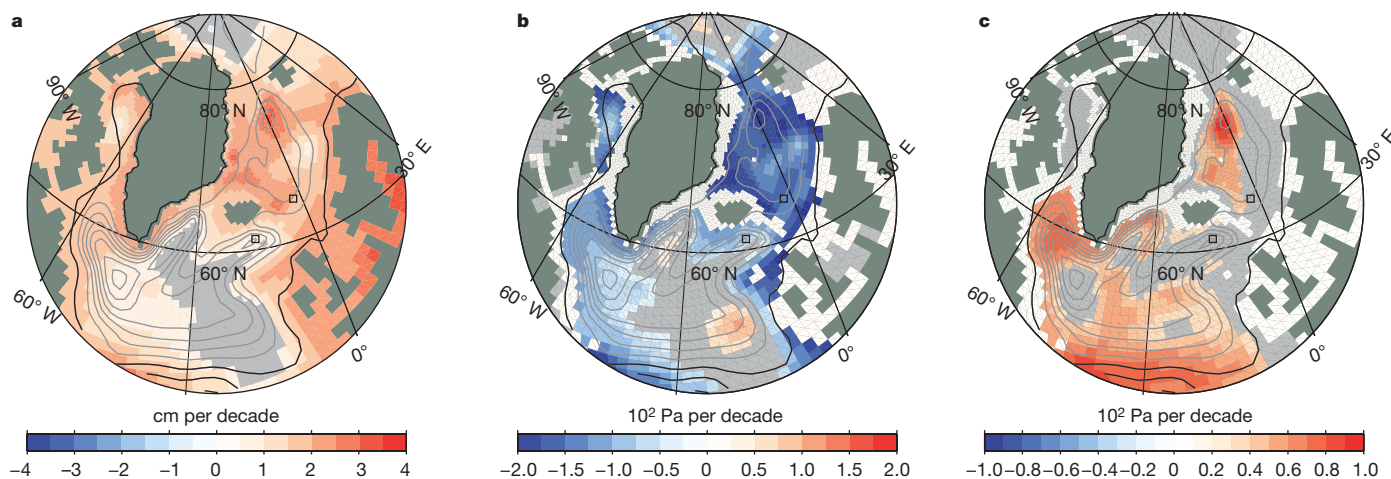 a
90° W
80° N
30° E
60° N
60° W
0°
cm per decade
−4 −3 −2 −1 0 1 2 3 4
b
90° W
80° N
30° E
60° N
60° W
0°
10² Pa per decade
−2.0 −1.5 −1.0 −0.5 0 0.5 1.0 1.5 2.0
c
90° W
80° N
30° E
60° N
60° W
0°
10² Pa per decade
−1.0 −0.8 −0.6 −0.4 −0.2 0 0.2 0.4 0.6 0.8 1.0